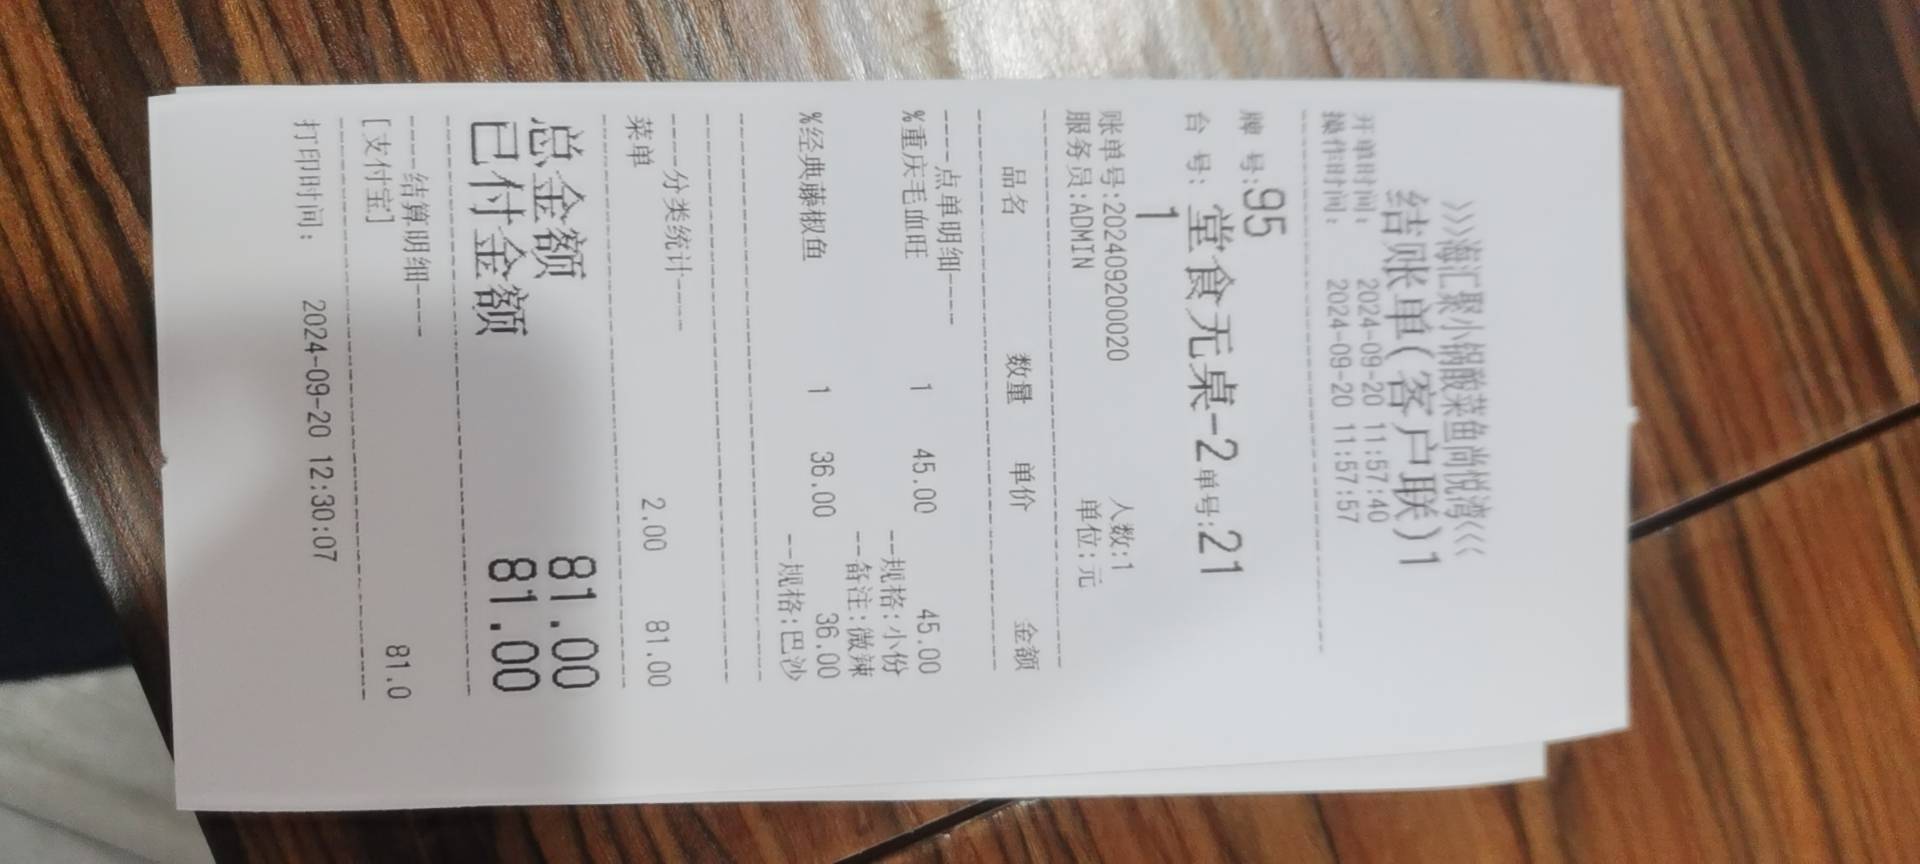 >>>海汇聚小锅酸菜鱼尚悦湾<<<
结账单(客户联)1
开单时间: 2024-09-20 11:57:40
操作时间: 2024-09-20 11:57:57
牌 号:95
台 号: 堂食无桌-2 单号:21
1
账单号:202409200020 人数:1
服务员:ADMIN 单位:元
品名 数量 单价 金额
----点单明细----
%重庆毛血旺 1 45.00 45.00
--规格:小份
--备注:微辣
%经典藤椒鱼 1 36.00 36.00
--规格:巴沙
----分类统计----
菜单 2.00 81.00
总金额 81.00
已付金额 81.00
----结算明细----
[支付宝] 81.0
打印时间: 2024-09-20 12:30:07